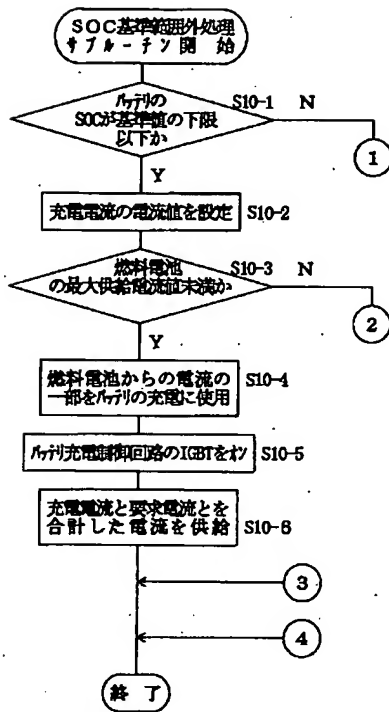 SOC基準範囲外処理
サブルーチン開始
バッテリの
SOCが基準値の下限
以下か
S10-1
N
①
Y
充電電流の電流値を設定
S10-2
燃料電池
の最大供給電流値未満か
S10-3
N
②
Y
燃料電池からの電流の
一部をバッテリの充電に使用
S10-4
バッテリ充電制御回路のIGBTをオン
S10-5
充電電流と要求電流とを
合計した電流を供給
S10-6
③
④
終了